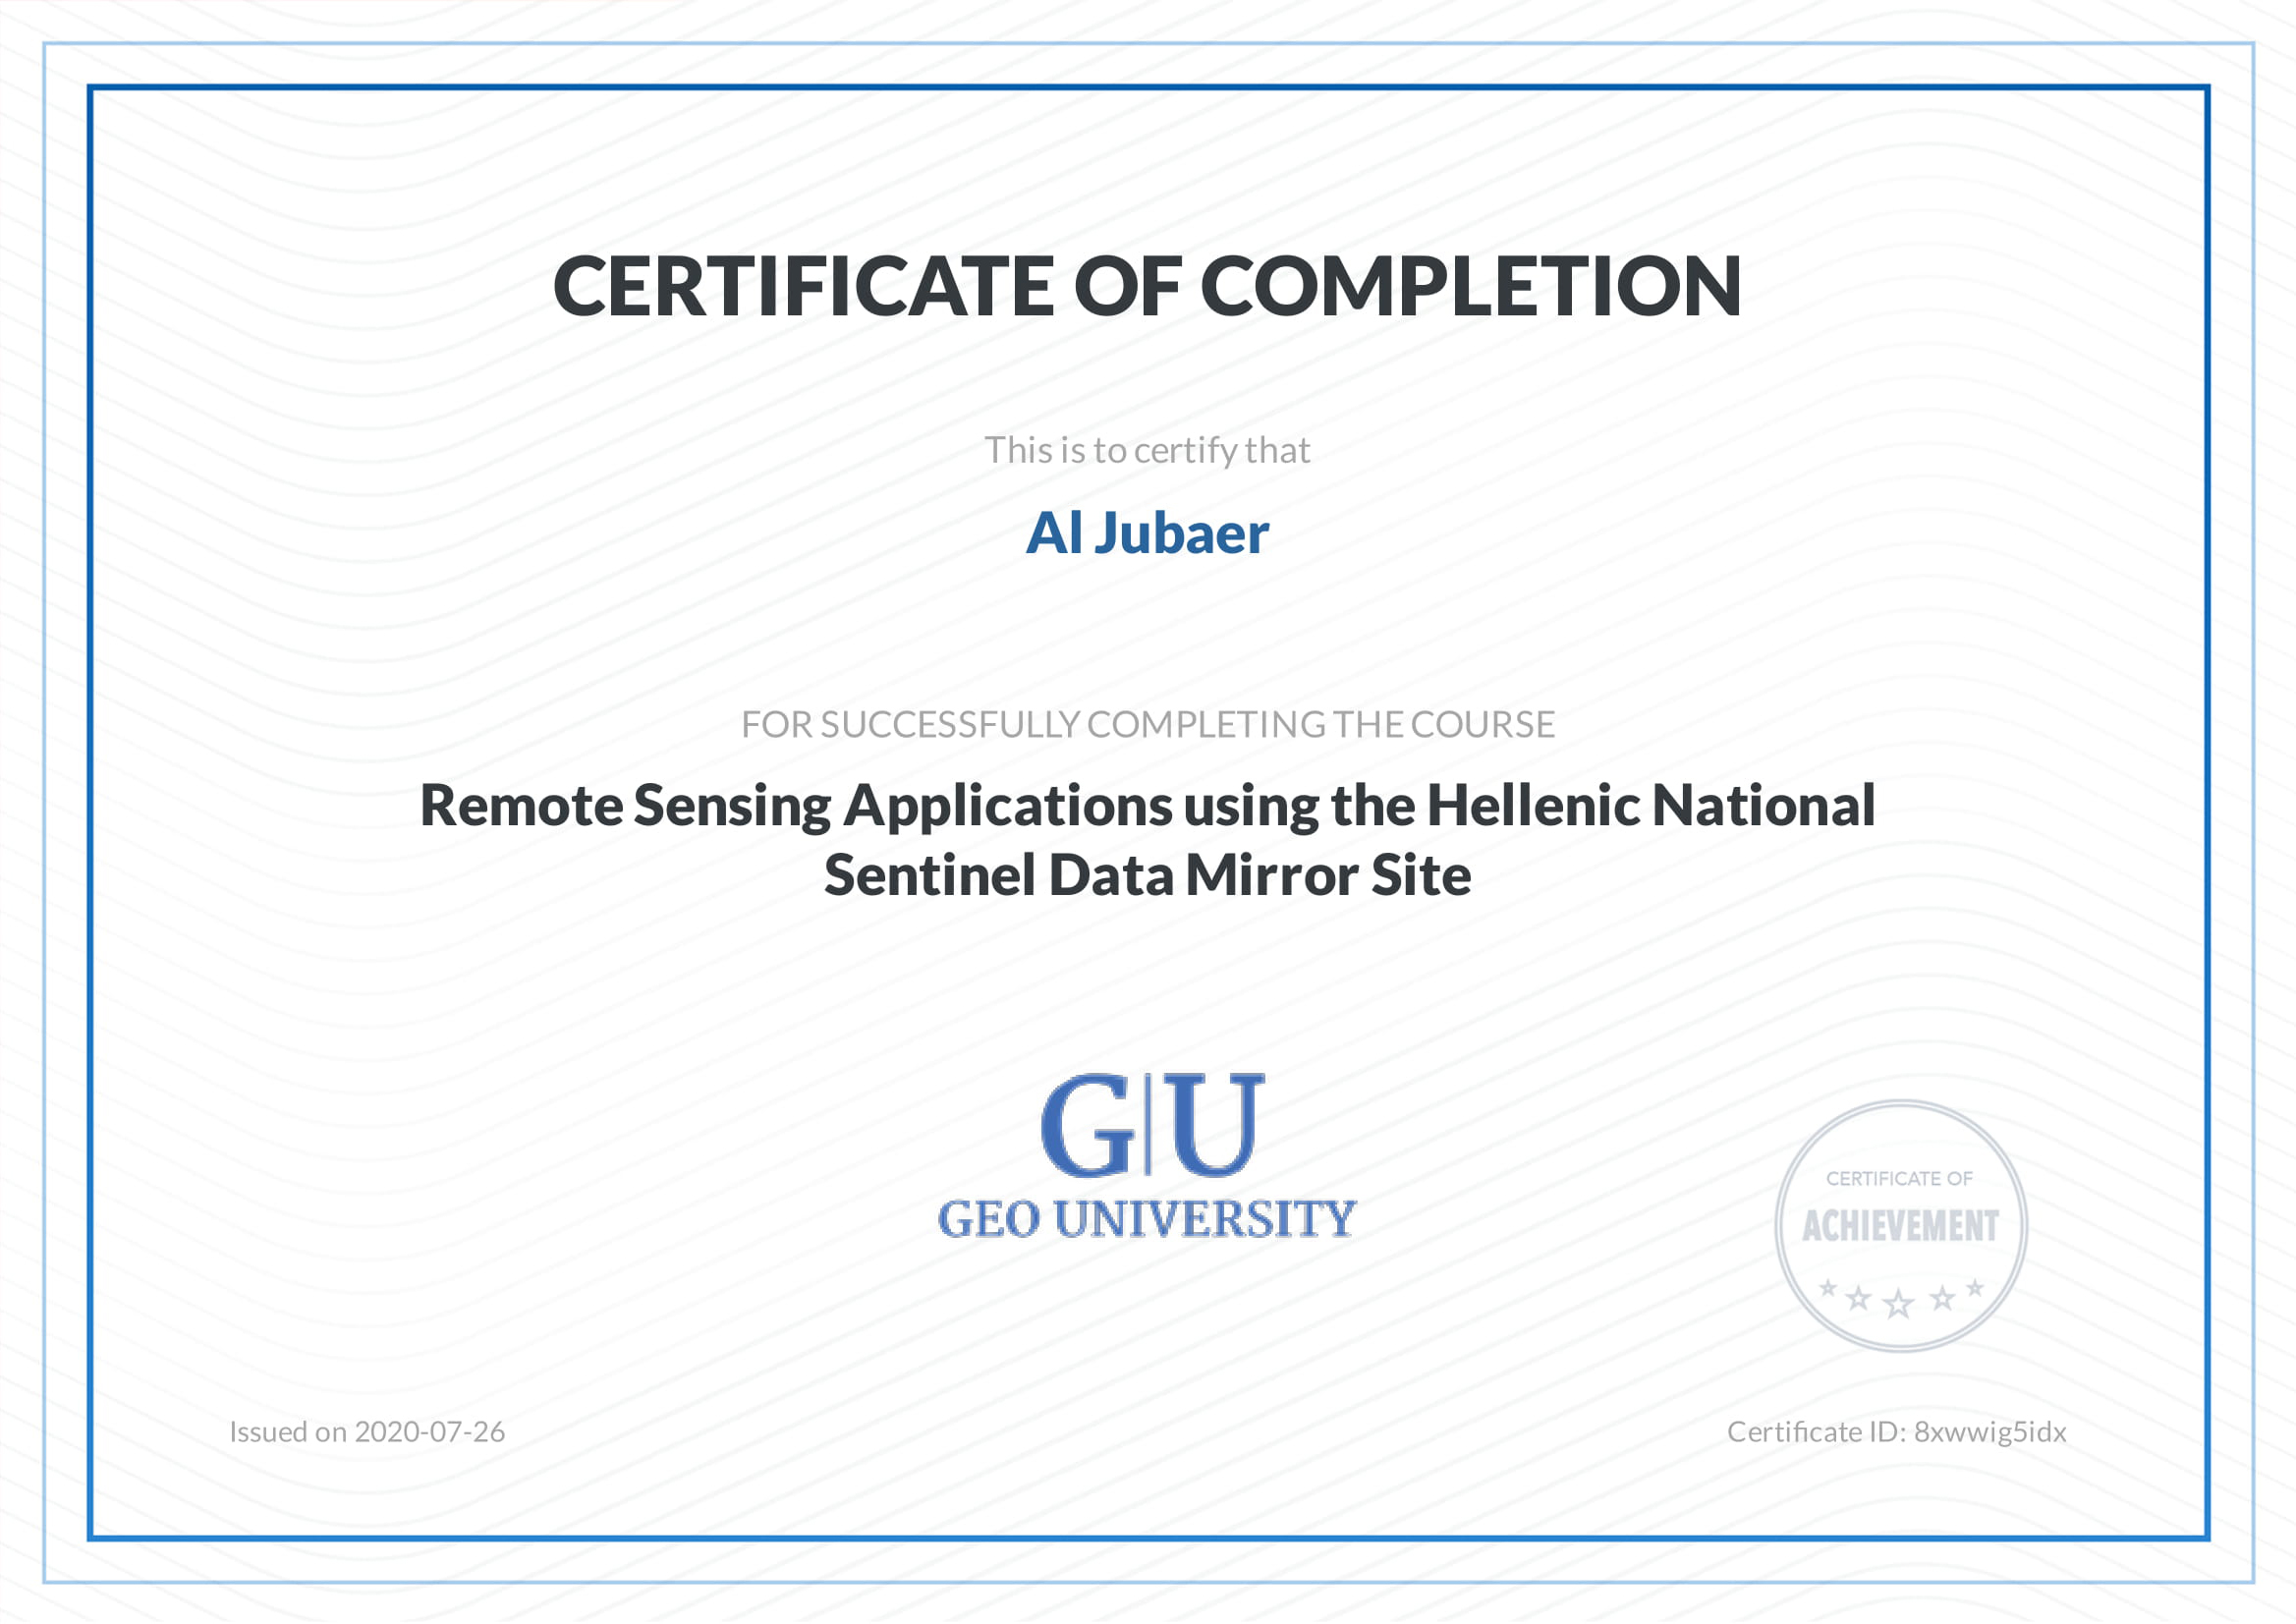 CERTIFICATE OF COMPLETION
This is to certify that
Al Jubaer
FOR SUCCESSFULLY COMPLETING THE COURSE
Remote Sensing Applications using the Hellenic National
Sentinel Data Mirror Site
G|U
GEO UNIVERSITY
CERTIFICATE OF
ACHIEVEMENT
Issued on 2020-07-26
Certificate ID: 8xwwig5idx